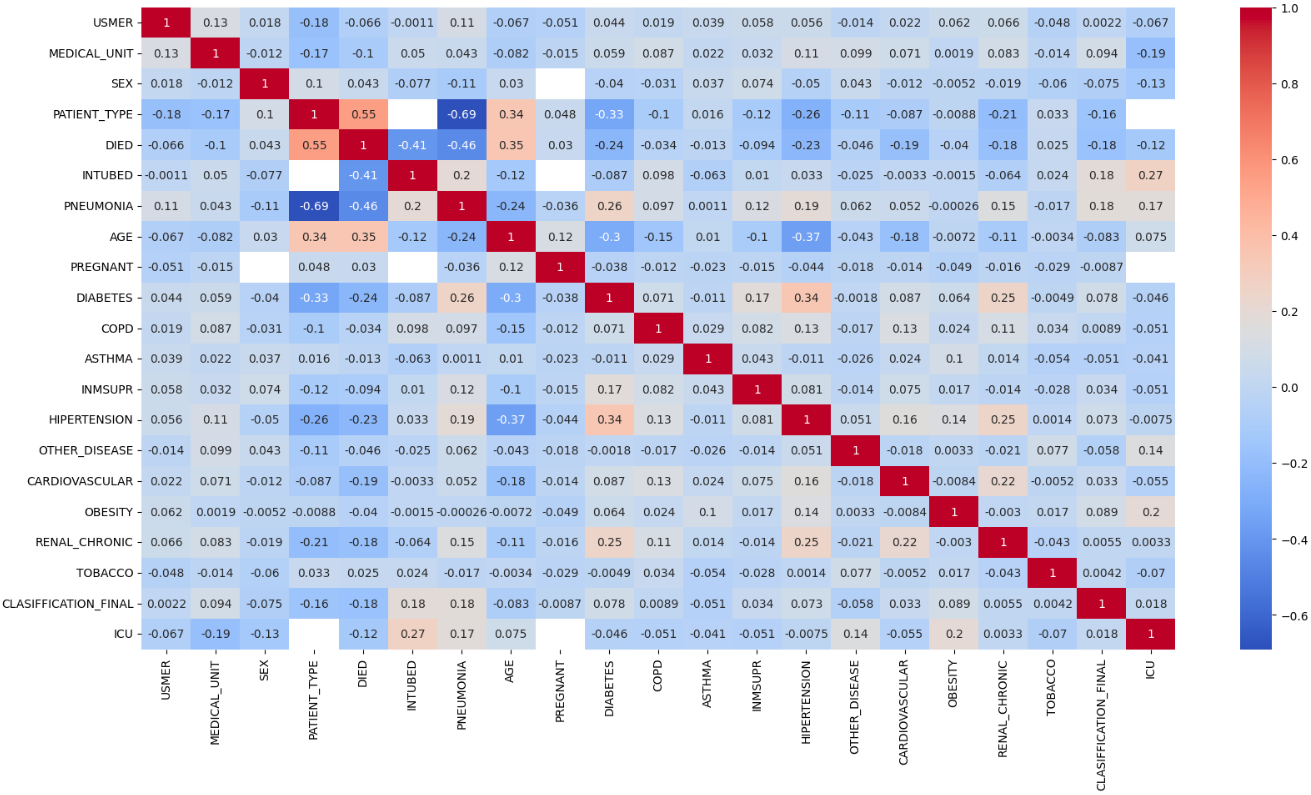 USMER 1 0.13 0.018 -0.18 -0.066 -0.0011 0.11 -0.067 -0.051 0.044 0.019 0.039 0.058 0.056 -0.014 0.022 0.062 0.066 -0.048 0.0022 -0.067
MEDICAL_UNIT 0.13 1 -0.012 -0.17 -0.1 0.05 0.043 -0.082 -0.015 0.059 0.087 0.022 0.032 0.11 0.099 0.071 0.0019 0.083 -0.014 0.094 -0.19
SEX 0.018 -0.012 1 0.1 0.043 -0.077 -0.11 0.03 -0.04 -0.031 0.037 0.074 -0.05 0.043 -0.012 -0.0052 -0.019 -0.06 -0.075 -0.13
PATIENT_TYPE -0.18 -0.17 0.1 1 0.55 -0.69 0.34 0.048 -0.33 -0.1 0.016 -0.12 -0.26 -0.11 -0.087 -0.0088 -0.21 0.033 -0.16
DIED -0.066 -0.1 0.043 0.55 1 -0.41 -0.46 0.35 0.03 -0.24 -0.034 -0.013 -0.094 -0.23 -0.046 -0.19 -0.04 -0.18 0.025 -0.18 -0.12
INTUBED -0.0011 0.05 -0.077 -0.41 1 0.2 -0.12 -0.087 0.098 -0.063 0.01 0.033 -0.025 -0.0033 -0.0015 -0.064 0.024 0.18 0.27
PNEUMONIA 0.11 0.043 -0.11 -0.69 -0.46 0.2 1 -0.24 -0.036 0.26 0.097 0.0011 0.12 0.19 0.062 0.052 -0.00026 0.15 -0.017 0.18 0.17
AGE -0.067 -0.082 0.03 0.34 0.35 -0.12 -0.24 1 0.12 -0.3 -0.15 0.01 -0.1 -0.37 -0.043 -0.18 -0.0072 -0.11 -0.0034 -0.083 0.075
PREGNANT -0.051 -0.015 0.048 0.03 -0.036 0.12 1 -0.038 -0.012 -0.023 -0.015 -0.044 -0.018 -0.014 -0.049 -0.016 -0.029 -0.0087
DIABETES 0.044 0.059 -0.04 -0.33 -0.24 -0.087 0.26 -0.3 -0.038 1 0.071 -0.011 0.17 0.34 -0.0018 0.087 0.064 0.25 -0.0049 0.078 -0.046
COPD 0.019 0.087 -0.031 -0.1 -0.034 0.098 0.097 -0.15 -0.012 0.071 1 0.029 0.082 0.13 -0.017 0.13 0.024 0.11 0.034 0.0089 -0.051
ASTHMA 0.039 0.022 0.037 0.016 -0.013 -0.063 0.0011 0.01 -0.023 -0.011 0.029 1 0.043 -0.011 -0.026 0.024 0.1 0.014 -0.054 -0.051 -0.041
INMSUPR 0.058 0.032 0.074 -0.12 -0.094 0.01 0.12 -0.1 -0.015 0.17 0.082 0.043 1 0.081 -0.014 0.075 0.017 -0.014 -0.028 0.034 -0.051
HIPERTENSION 0.056 0.11 -0.05 -0.26 -0.23 0.033 0.19 -0.37 -0.044 0.34 0.13 -0.011 0.081 1 0.051 0.16 0.14 0.25 0.0014 0.073 -0.0075
OTHER_DISEASE -0.014 0.099 0.043 -0.11 -0.046 -0.025 0.062 -0.043 -0.018 -0.0018 -0.017 -0.026 -0.014 0.051 1 -0.018 0.0033 -0.021 0.077 -0.058 0.14
CARDIOVASCULAR 0.022 0.071 -0.012 -0.087 -0.19 -0.0033 0.052 -0.18 -0.014 0.087 0.13 0.024 0.075 0.16 -0.018 1 -0.0084 0.22 -0.0052 0.033 -0.055
OBESITY 0.062 0.0019 -0.0052 -0.0088 -0.04 -0.0015 -0.00026 -0.0072 -0.049 0.064 0.024 0.1 0.017 0.14 0.0033 -0.0084 1 -0.003 0.017 0.089 0.2
RENAL_CHRONIC 0.066 0.083 -0.019 -0.21 -0.18 -0.064 0.15 -0.11 -0.016 0.25 0.11 0.014 -0.014 0.25 -0.021 0.22 -0.003 1 -0.043 0.0055 0.0033
TOBACCO -0.048 -0.014 -0.06 0.033 0.025 0.024 -0.017 -0.0034 -0.029 -0.0049 0.034 -0.054 -0.028 0.0014 0.077 -0.0052 0.017 -0.043 1 0.0042 -0.07
CLASIFFICATION_FINAL 0.0022 0.094 -0.075 -0.16 -0.18 0.18 0.18 -0.083 -0.0087 0.078 0.0089 -0.051 0.034 0.073 -0.058 0.033 0.089 0.0055 0.0042 1 0.018
ICU -0.067 -0.19 -0.13 -0.12 0.27 0.17 0.075 -0.046 -0.051 -0.041 -0.051 -0.0075 0.14 -0.055 0.2 0.0033 -0.07 0.018 1
USMER
MEDICAL_UNIT
SEX
PATIENT_TYPE
DIED
INTUBED
PNEUMONIA
AGE
PREGNANT
DIABETES
COPD
ASTHMA
INMSUPR
HIPERTENSION
OTHER_DISEASE
CARDIOVASCULAR
OBESITY
RENAL_CHRONIC
TOBACCO
CLASIFFICATION_FINAL
ICU
1.0
0.8
0.6
0.4
0.2
0.0
−0.2
−0.4
−0.6